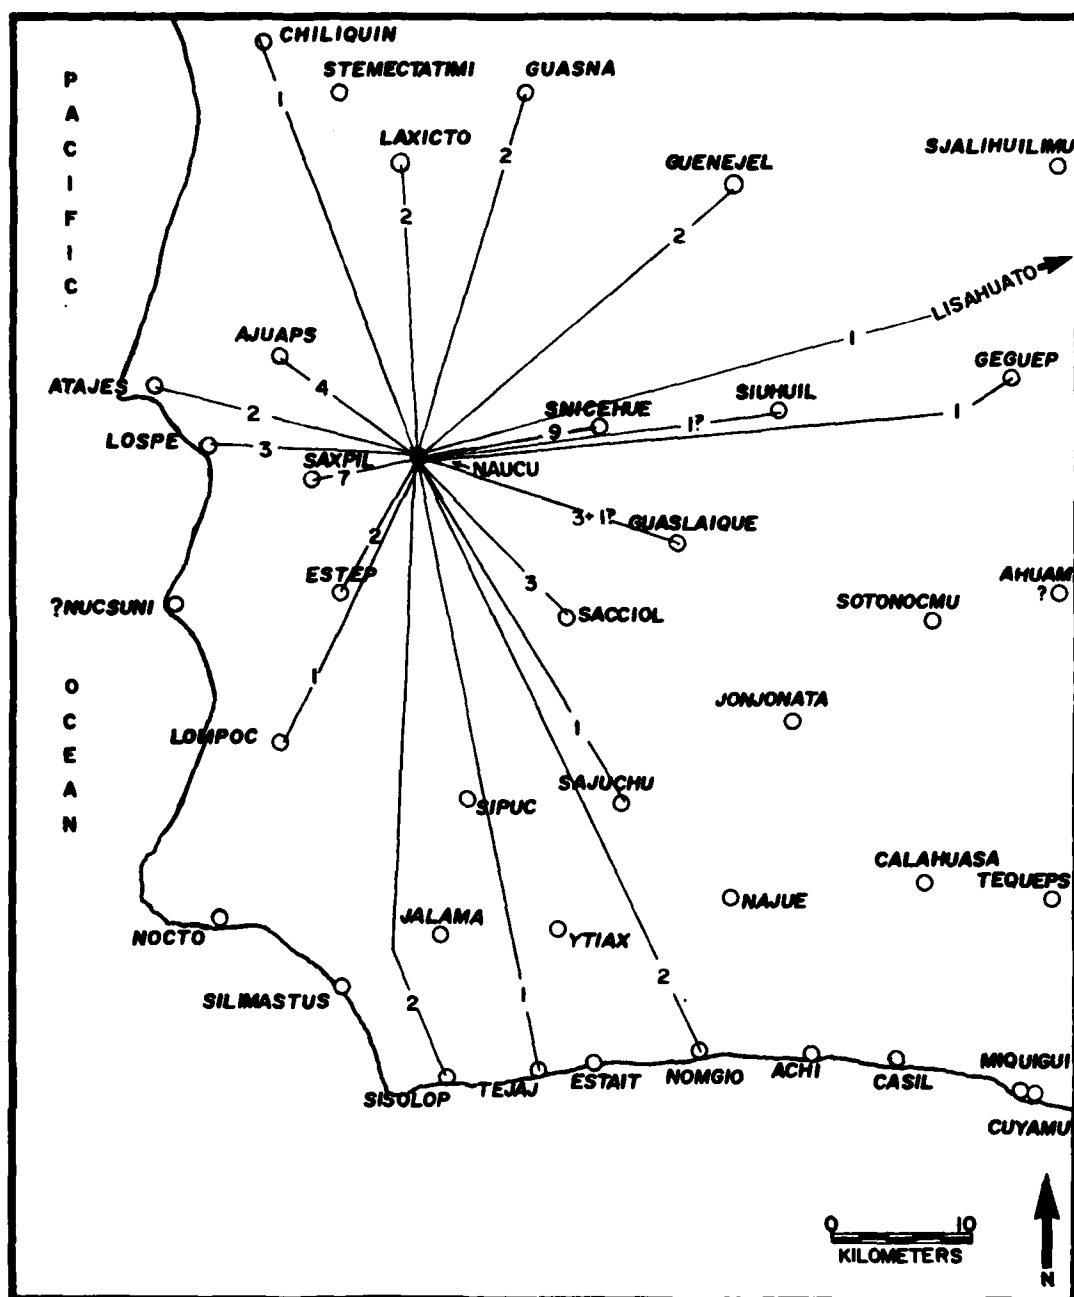 CHILIQUIN
STEMECTATIMI
GUASNA
PACIFIC
1
LAXICTO
2
GUENEJEL
SJALIHUILIMU
2
2
LISAHUATO
AJUAPS
1
ATAJES
4
GEGUEP
2
SNICEHUE
SIUHUIL
9
1?
1
LOSPE
3
SAXPIL
7
NAUCU
3+1?
GUASLAIQUE
2
ESTEP
3
SACCIOL
AHUAM
?
?NUCSUNI
SOTONOCMU
OCEAN
1
JONJONATA
LOMPOC
1
SAJUCHU
SIPUC
CALAHUASA
TEQUEPS
NAJUE
JALAMA
YTIAX
NOCTO
SILIMASTUS
2
1
2
SISOLOP
TEJAJ
ESTAIT
NOMGIO
ACHI
CASIL
MIQUIGUI
CUYAMU
0 10
KILOMETERS
N